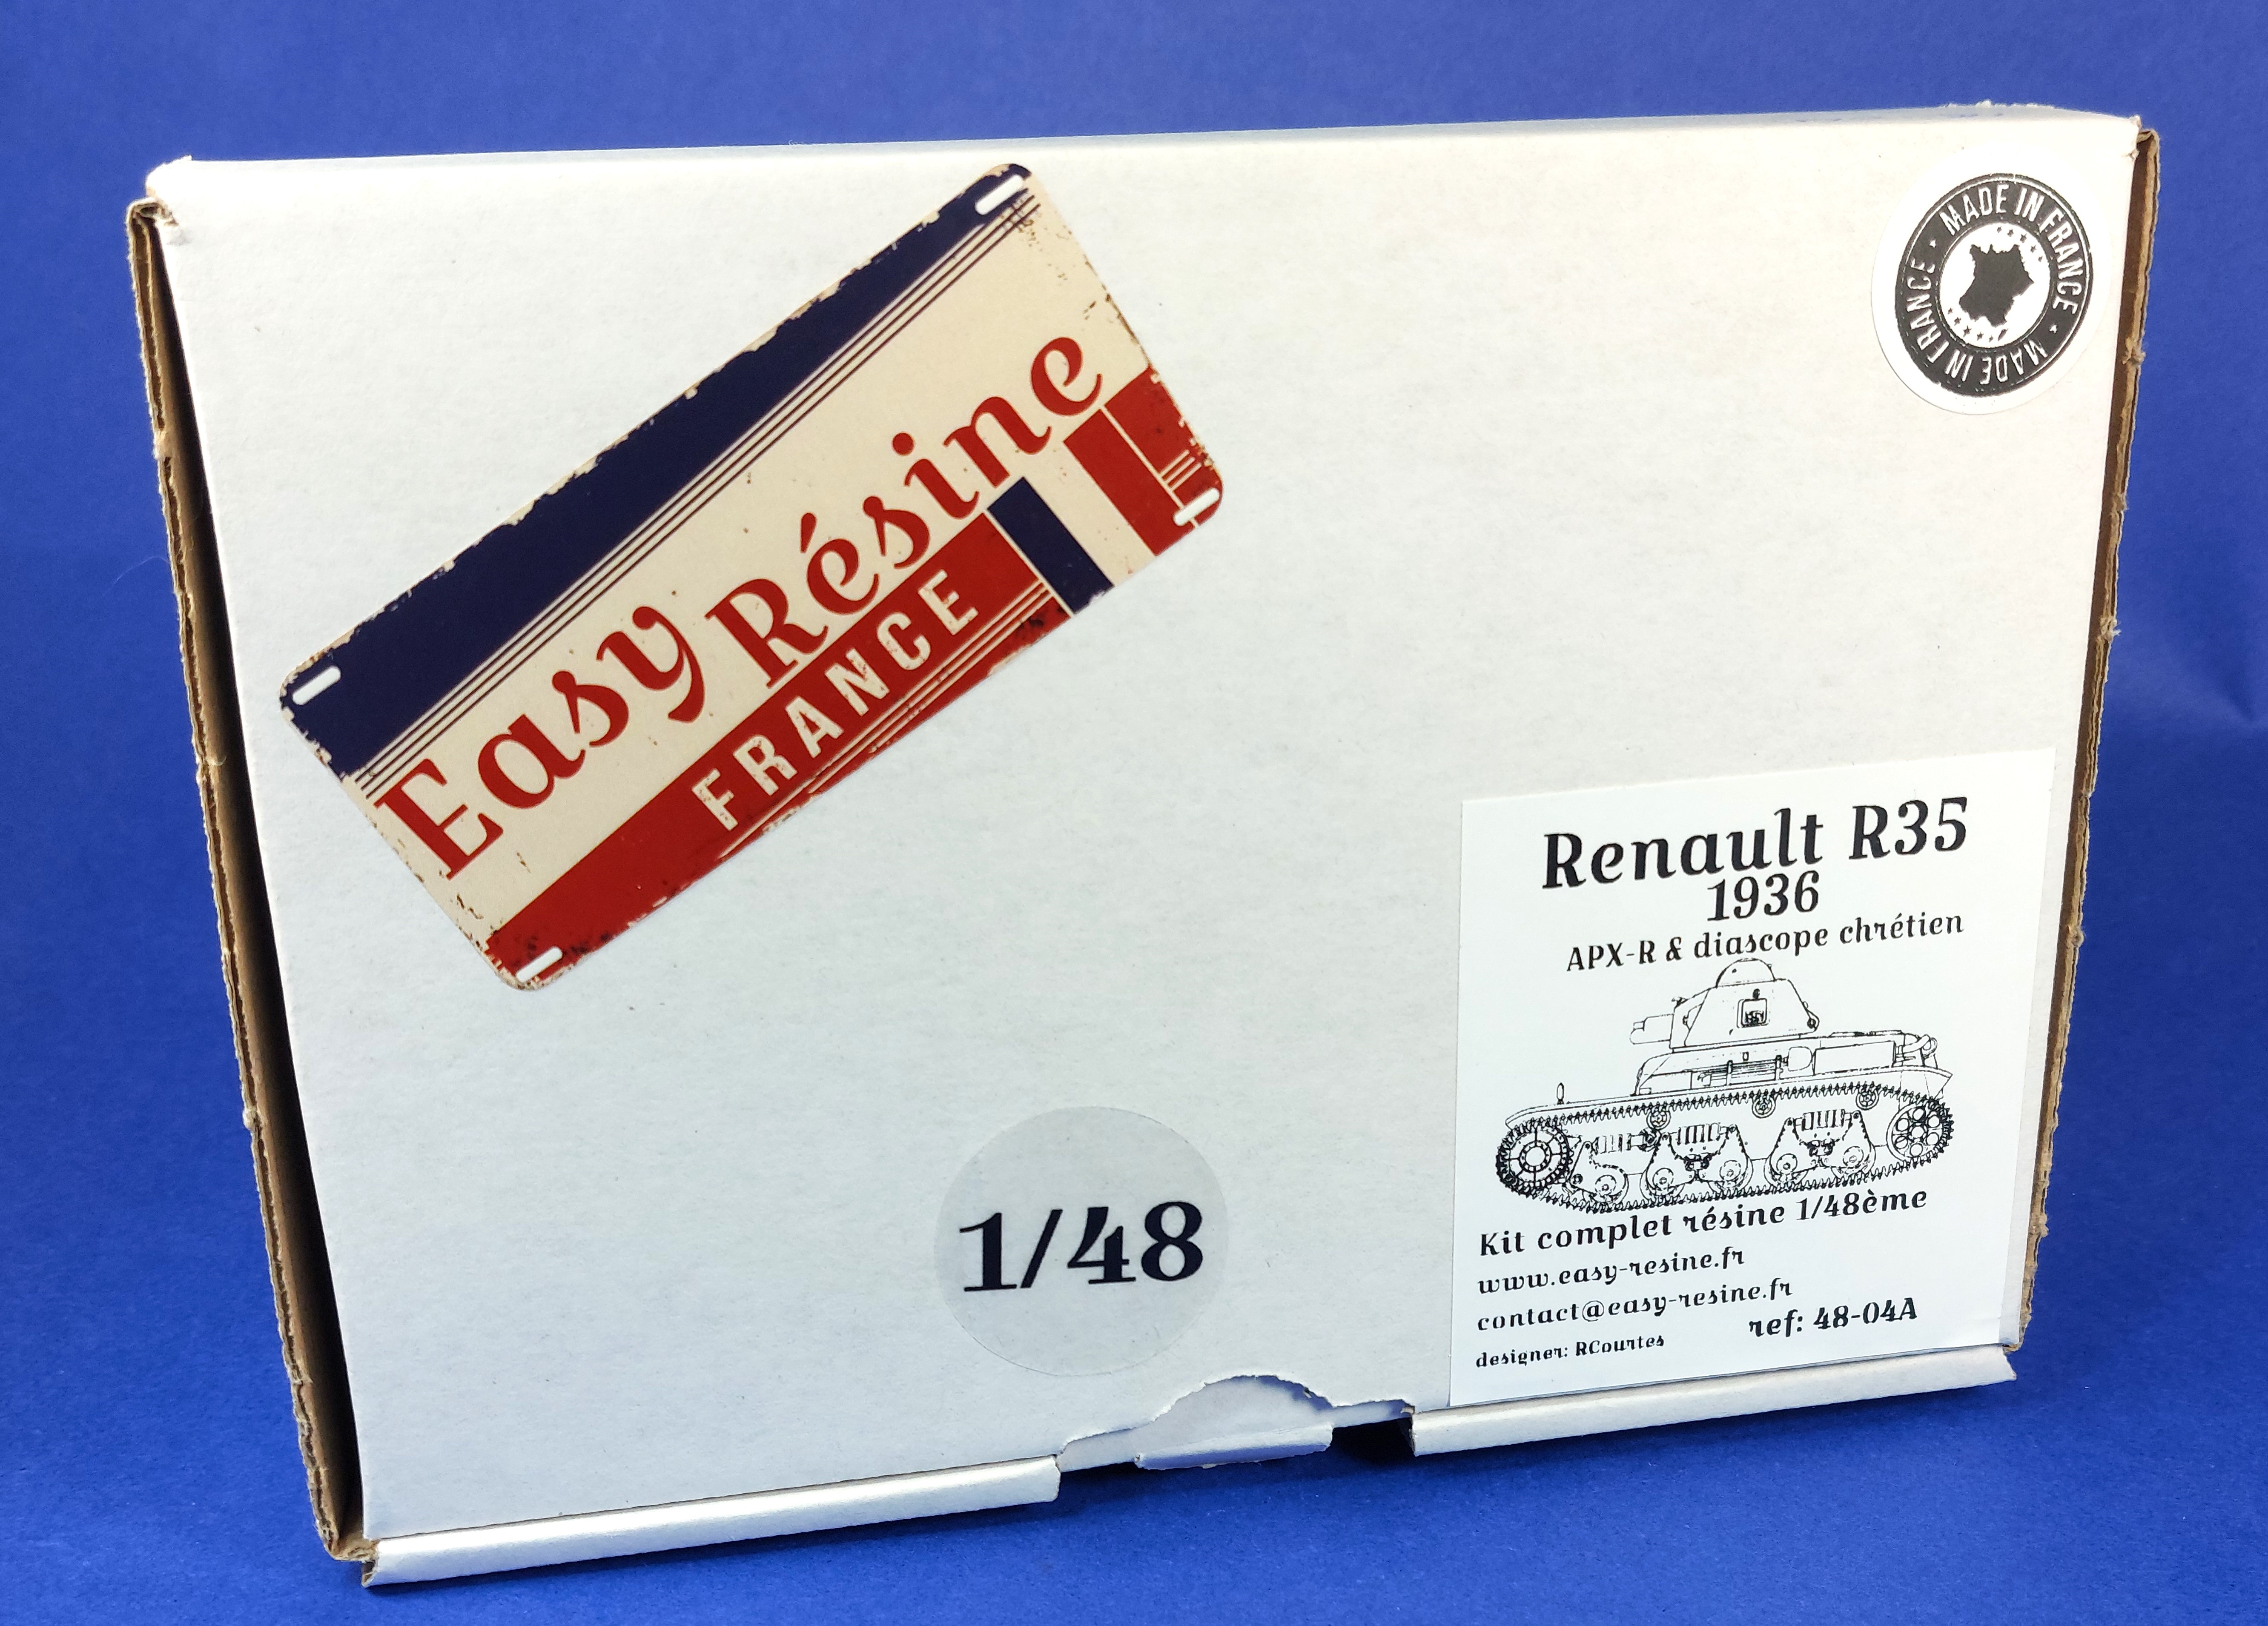 Easy Résine
FRANCE
MADE IN FRANCE • MADE IN FRANCE •
Renault R35
1936
APX-R & diascope chrétien
Kit complet résine 1/48ème
www.easy-resine.fr
contact@easy-resine.fr
ref: 48-04A
designer: RCourtes
1/48